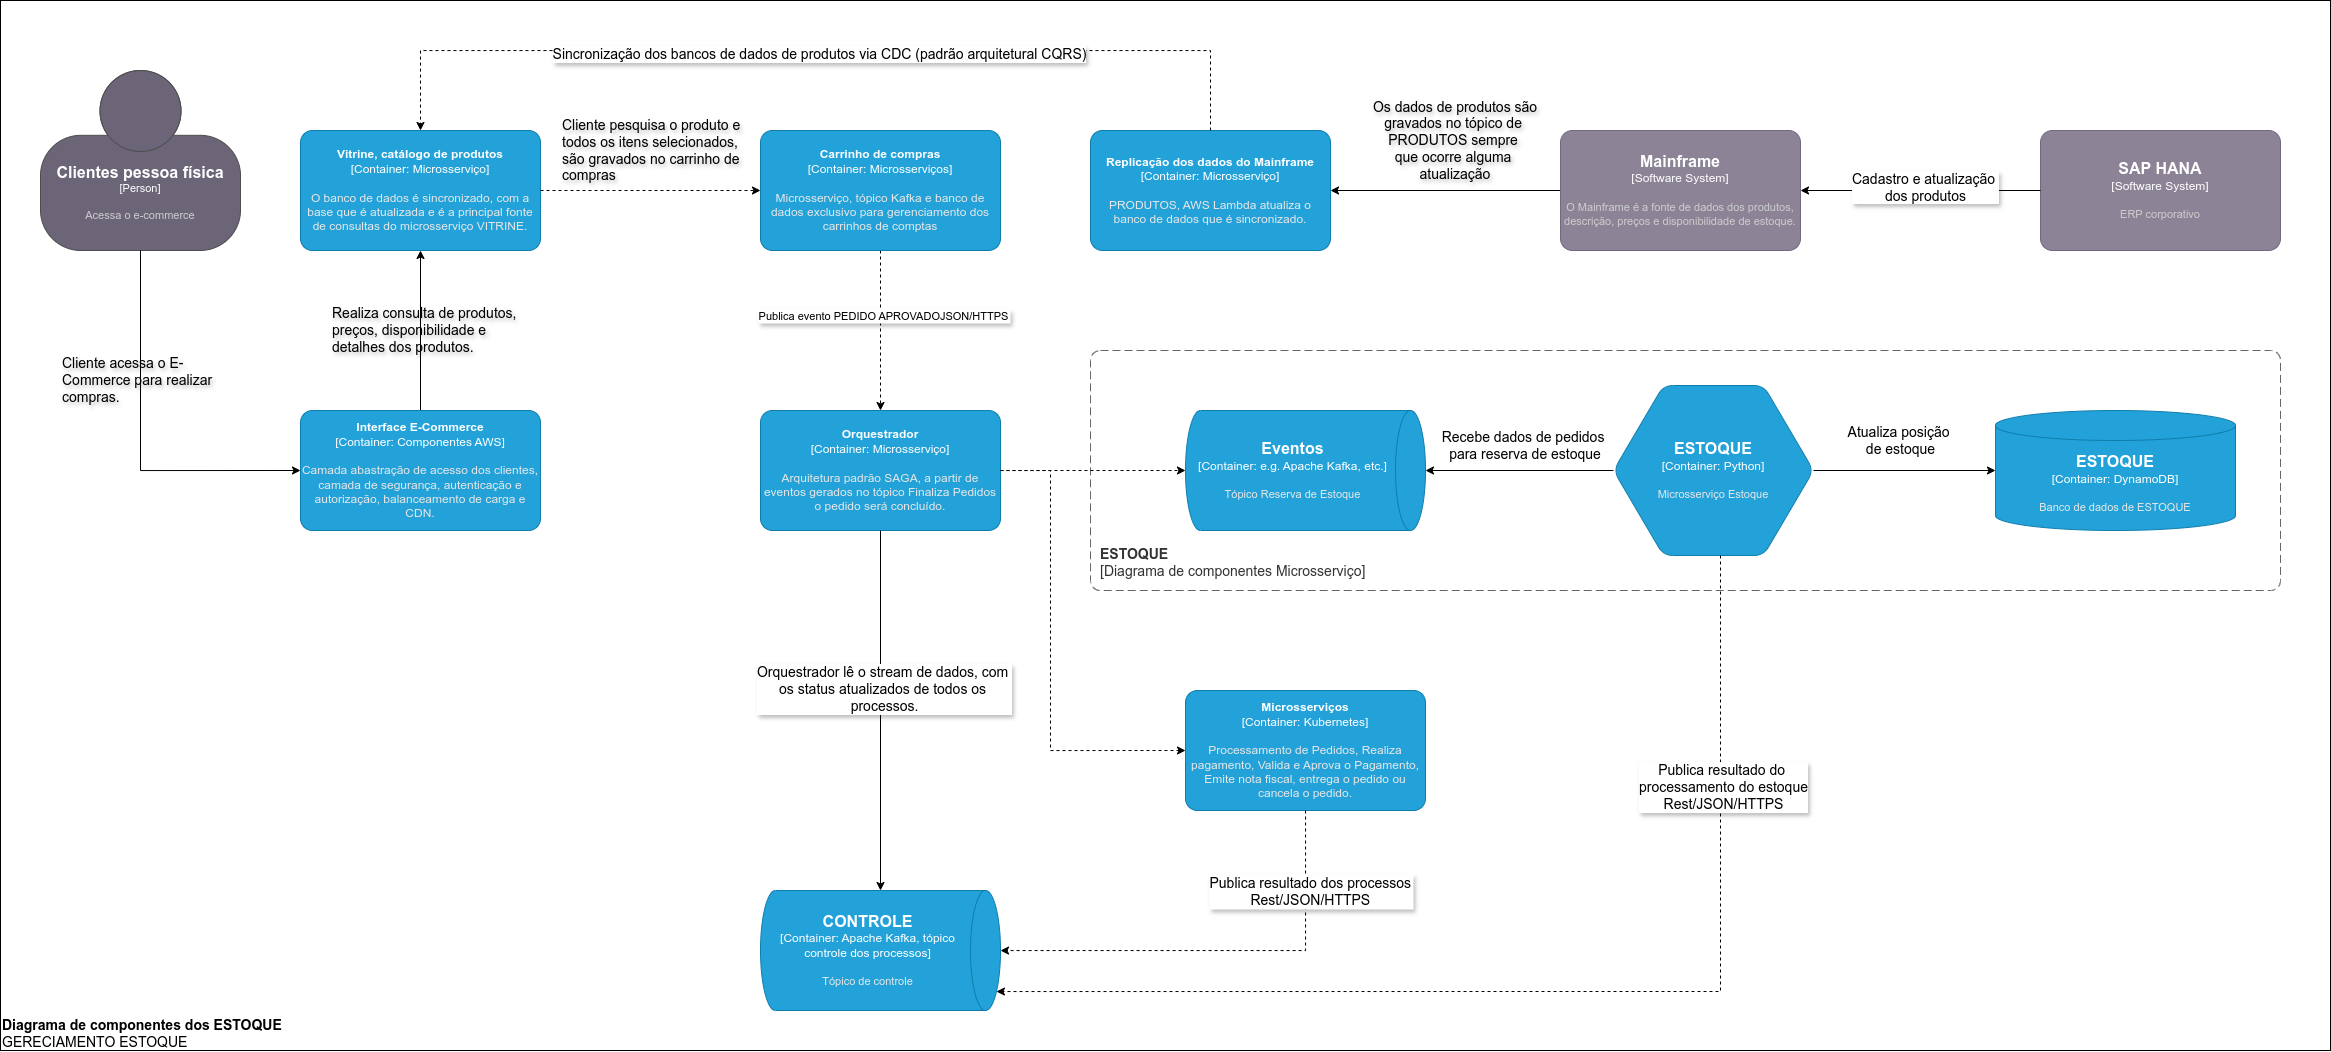 Sincronização dos bancos de dados de produtos via CDC (padrão arquitetural CQRS)
Clientes pessoa física
[Person]
Acessa o e-commerce
Vitrine, catálogo de produtos
[Container: Microsserviço]
O banco de dados é sincronizado, com a
base que é atualizada e é a principal fonte
de consultas do microsserviço VITRINE.
Cliente pesquisa o produto e
todos os itens selecionados,
são gravados no carrinho de
compras
Carrinho de compras
[Container: Microsserviços]
Microsserviço, tópico Kafka e banco de
dados exclusivo para gerenciamento dos
carrinhos de comptas
Replicação dos dados do Mainframe
[Container: Microsserviço]
PRODUTOS, AWS Lambda atualiza o
banco de dados que é sincronizado.
Os dados de produtos são
gravados no tópico de
PRODUTOS sempre
que ocorre alguma
atualização
Mainframe
[Software System]
O Mainframe é a fonte de dados dos produtos,
descrição, preços e disponibilidade de estoque.
Cadastro e atualização
dos produtos
SAP HANA
[Software System]
ERP corporativo
Realiza consulta de produtos,
preços, disponibilidade e
detalhes dos produtos.
Publica evento PEDIDO APROVADOJSON/HTTPS
Cliente acessa o E-
Commerce para realizar
compras.
Interface E-Commerce
[Container: Componentes AWS]
Camada abastração de acesso dos clientes,
camada de segurança, autenticação e
autorização, balanceamento de carga e
CDN.
Orquestrador
[Container: Microsserviço]
Arquitetura padrão SAGA, a partir de
eventos gerados no tópico Finaliza Pedidos
o pedido será concluído.
Eventos
[Container: e.g. Apache Kafka, etc.]
Tópico Reserva de Estoque
Recebe dados de pedidos
para reserva de estoque
ESTOQUE
[Container: Python]
Microsserviço Estoque
Atualiza posição
de estoque
ESTOQUE
[Container: DynamoDB]
Banco de dados de ESTOQUE
ESTOQUE
[Diagrama de componentes Microsserviço]
Orquestrador lê o stream de dados, com
os status atualizados de todos os
processos.
Microsserviços
[Container: Kubernetes]
Processamento de Pedidos, Realiza
pagamento, Valida e Aprova o Pagamento,
Emite nota fiscal, entrega o pedido ou
cancela o pedido.
Publica resultado do
processamento do estoque
Rest/JSON/HTTPS
Publica resultado dos processos
Rest/JSON/HTTPS
CONTROLE
[Container: Apache Kafka, tópico
controle dos processos]
Tópico de controle
Diagrama de componentes dos ESTOQUE
GERECIAMENTO ESTOQUE